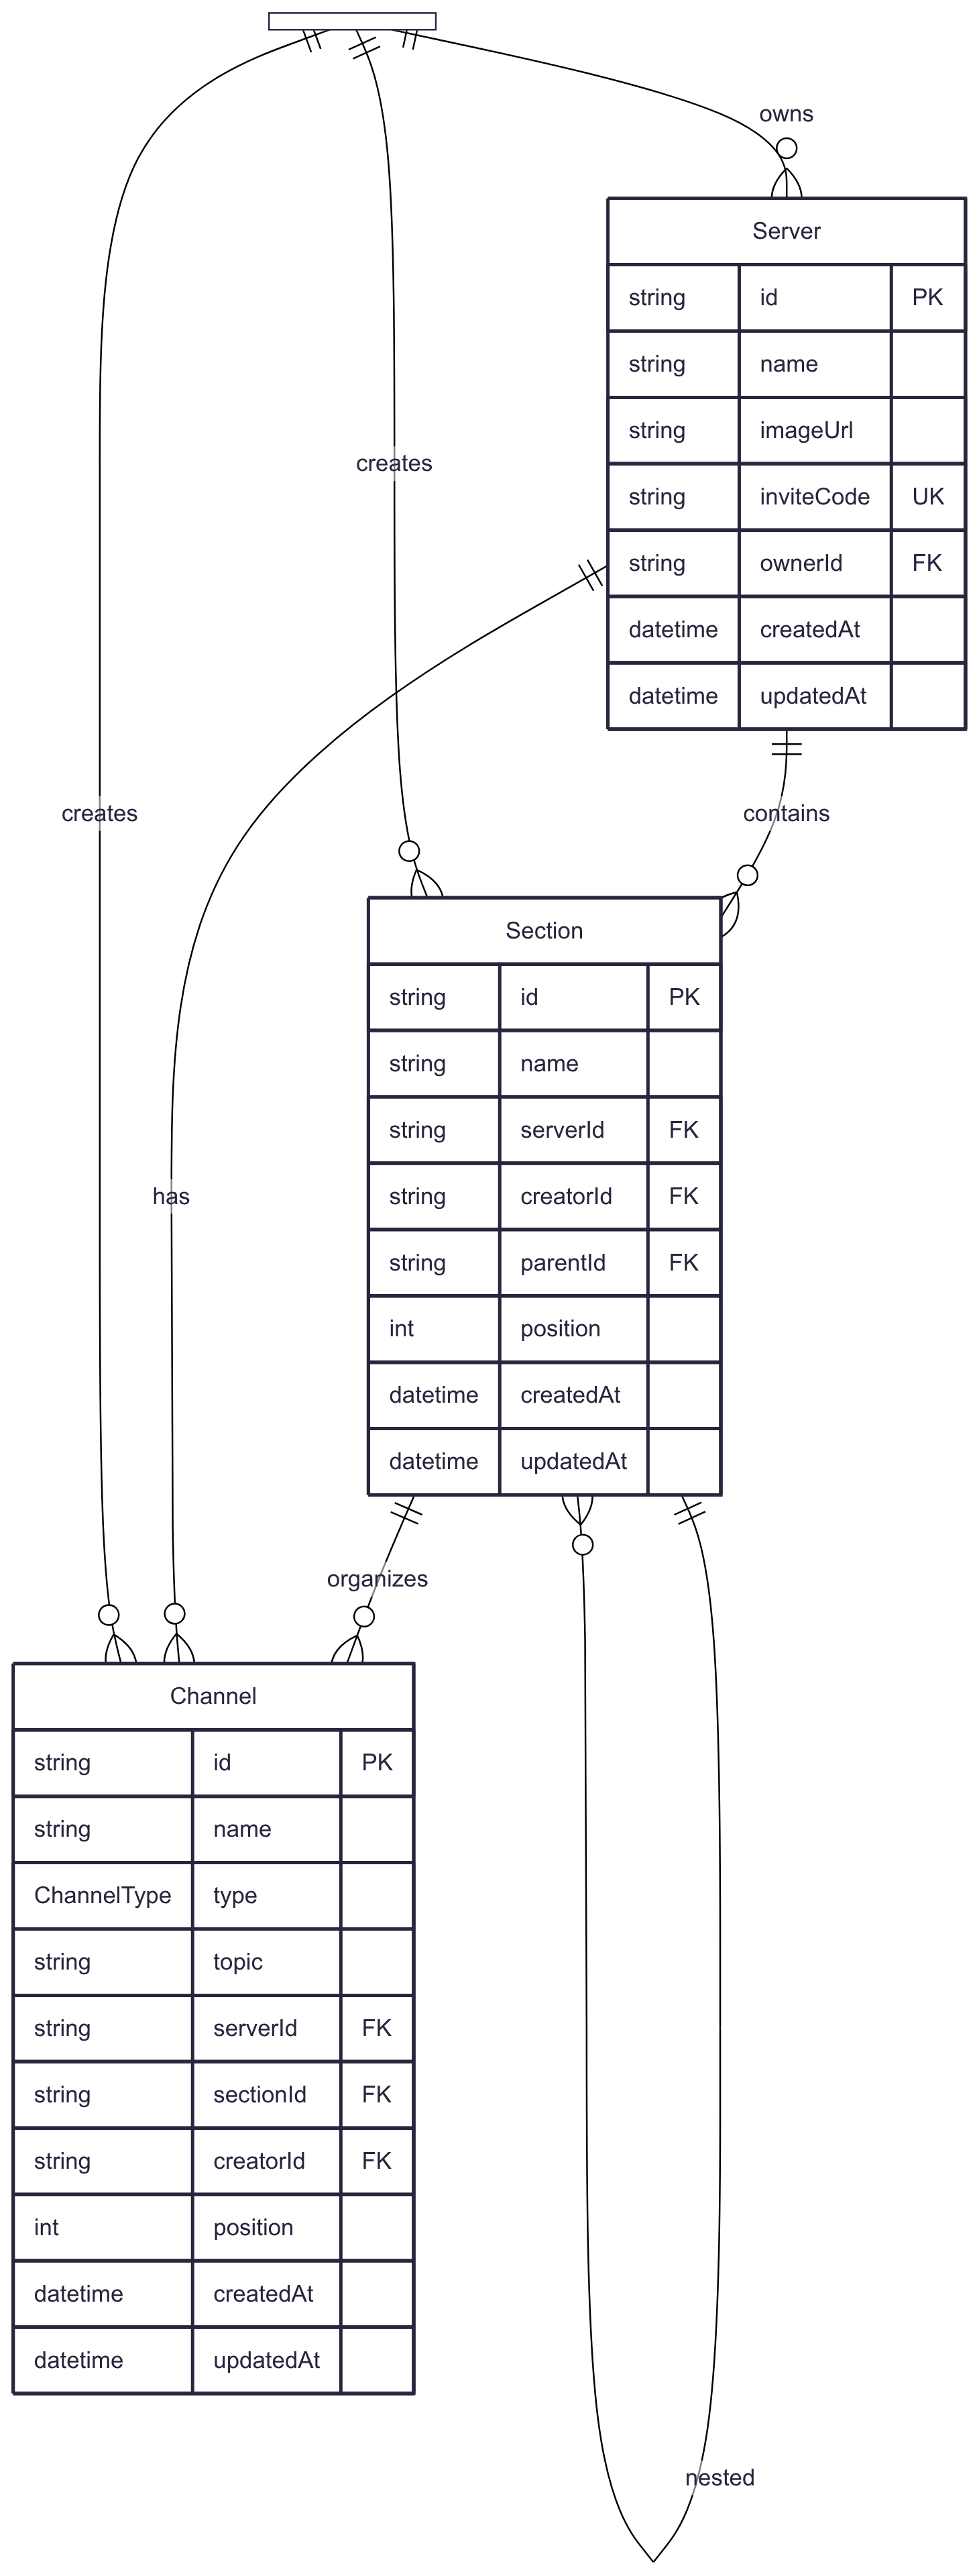 owns
Server
string id PK
string name
string imageUrl
string inviteCode UK
string ownerId FK
datetime createdAt
datetime updatedAt
creates
creates
contains
Section
string id PK
string name
string serverId FK
string creatorId FK
string parentId FK
int position
datetime createdAt
datetime updatedAt
has
organizes
Channel
string id PK
string name
ChannelType type
string topic
string serverId FK
string sectionId FK
string creatorId FK
int position
datetime createdAt
datetime updatedAt
nested